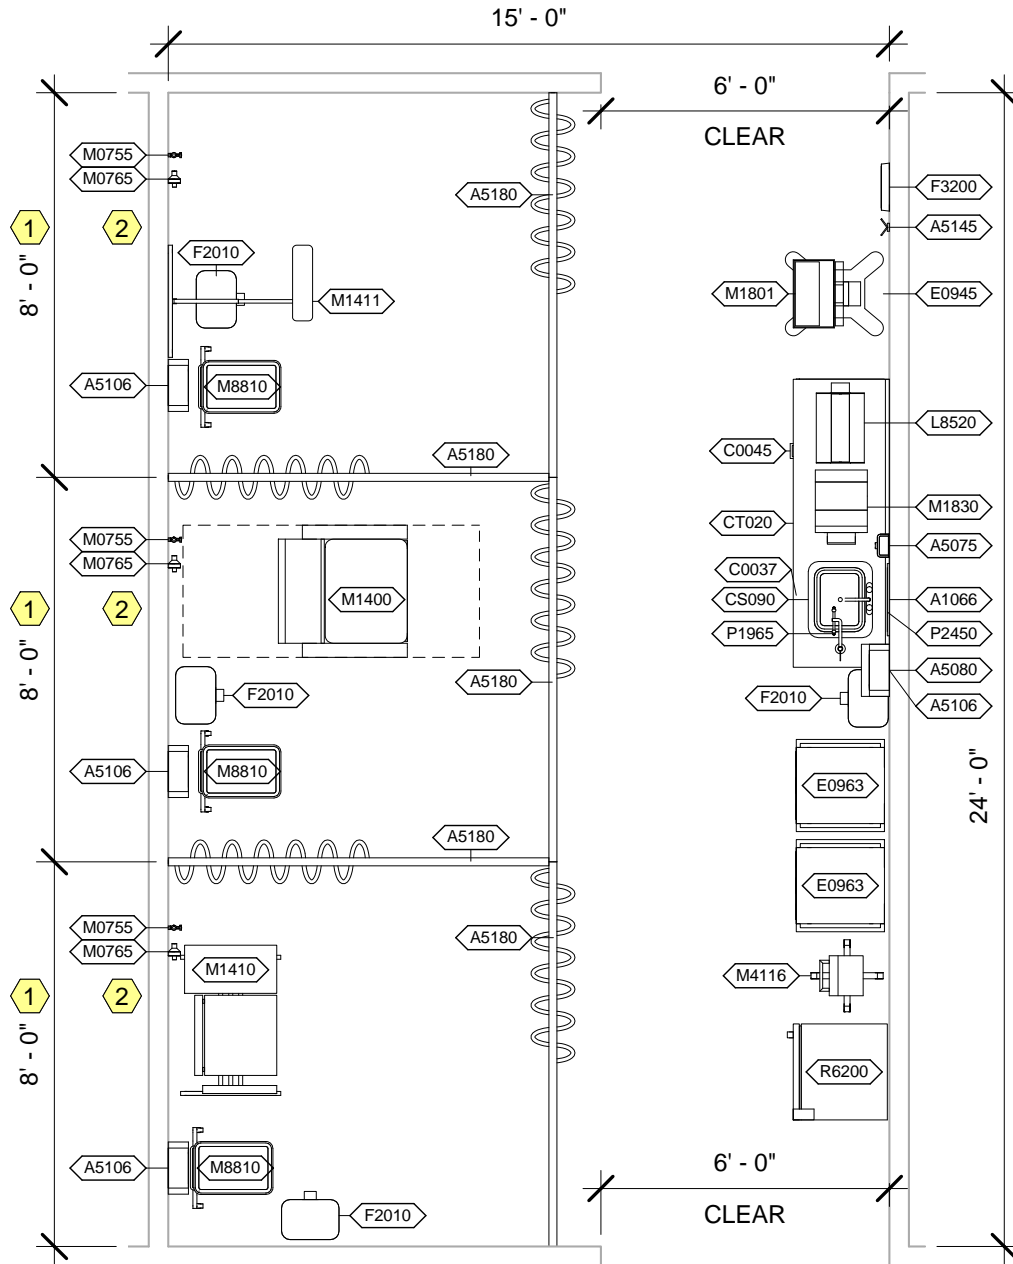 15' - 0"
6' - 0"
CLEAR
M0755
M0765
A5180
F3200
1
2
A5145
F2010
8' - 0"
M1411
M1801
E0945
A5106
M8810
L8520
C0045
A5180
M1830
CT020
M0755
A5075
M0765
C0037
1
2
M1400
CS090
A1066
P1965
P2450
8' - 0"
A5180
A5080
F2010
F2010
A5106
24' - 0"
A5106
M8810
E0963
A5180
E0963
M0755
A5180
M0765
M1410
M4116
1
2
8' - 0"
R6200
A5106
M8810
6' - 0"
F2010
CLEAR